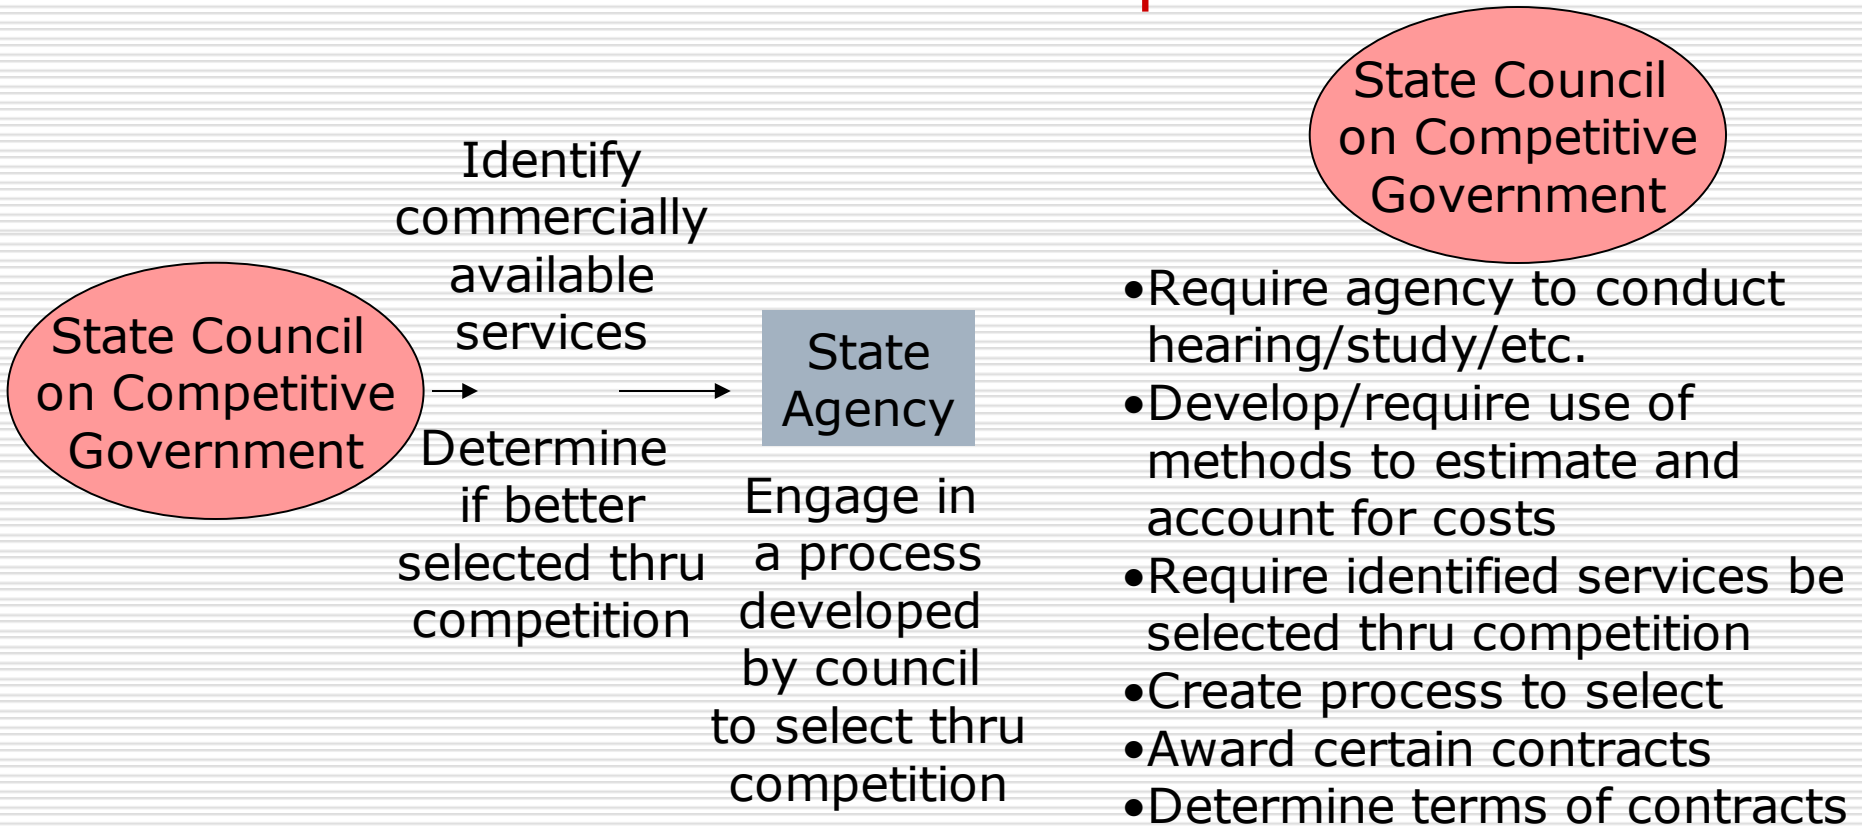 State Council
on Competitive
Government
Identify
commercially
available
services
Determine
if better
selected thru
competition
State
Agency
Engage in
a process
developed
by council
to select thru
competition
State Council
on Competitive
Government
•Require agency to conduct
hearing/study/etc.
•Develop/require use of
methods to estimate and
account for costs
•Require identified services be
selected thru competition
•Create process to select
•Award certain contracts
•Determine terms of contracts